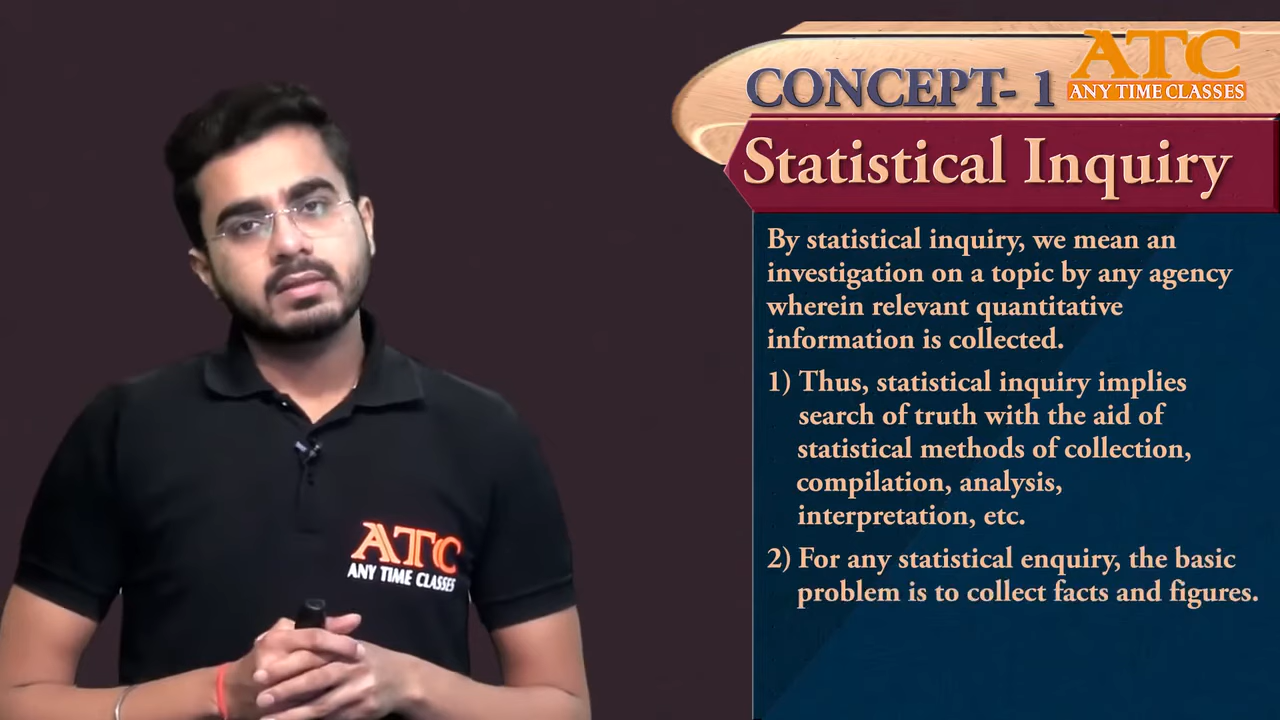 CONCEPT- 1
ATC
ANY TIME CLASSES
Statistical Inquiry
By statistical inquiry, we mean an
investigation on a topic by any agency
wherein relevant quantitative
information is collected.
1) Thus, statistical inquiry implies
search of truth with the aid of
statistical methods of collection,
compilation, analysis,
interpretation, etc.
2) For any statistical enquiry, the basic
problem is to collect facts and figures.
ATC
ANY TIME CLASSES